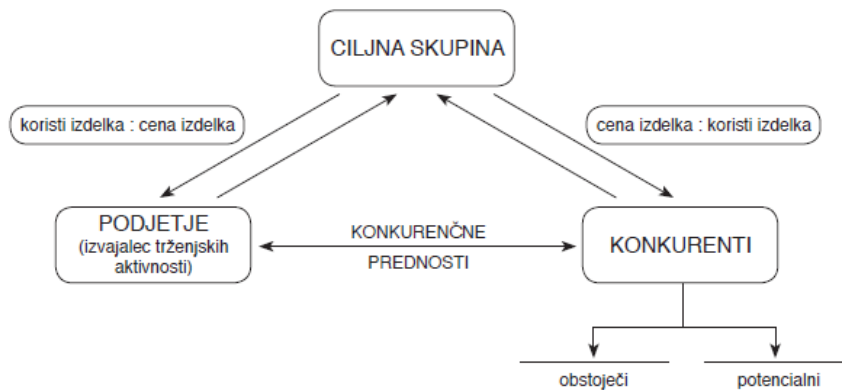 CILJNA SKUPINA
koristi izdelka : cena izdelka
cena izdelka : koristi izdelka
PODJETJE
(izvajalec trženjskih
aktivnosti)
KONKURENČNE
PREDNOSTI
KONKURENTI
obstoječi
potencialni